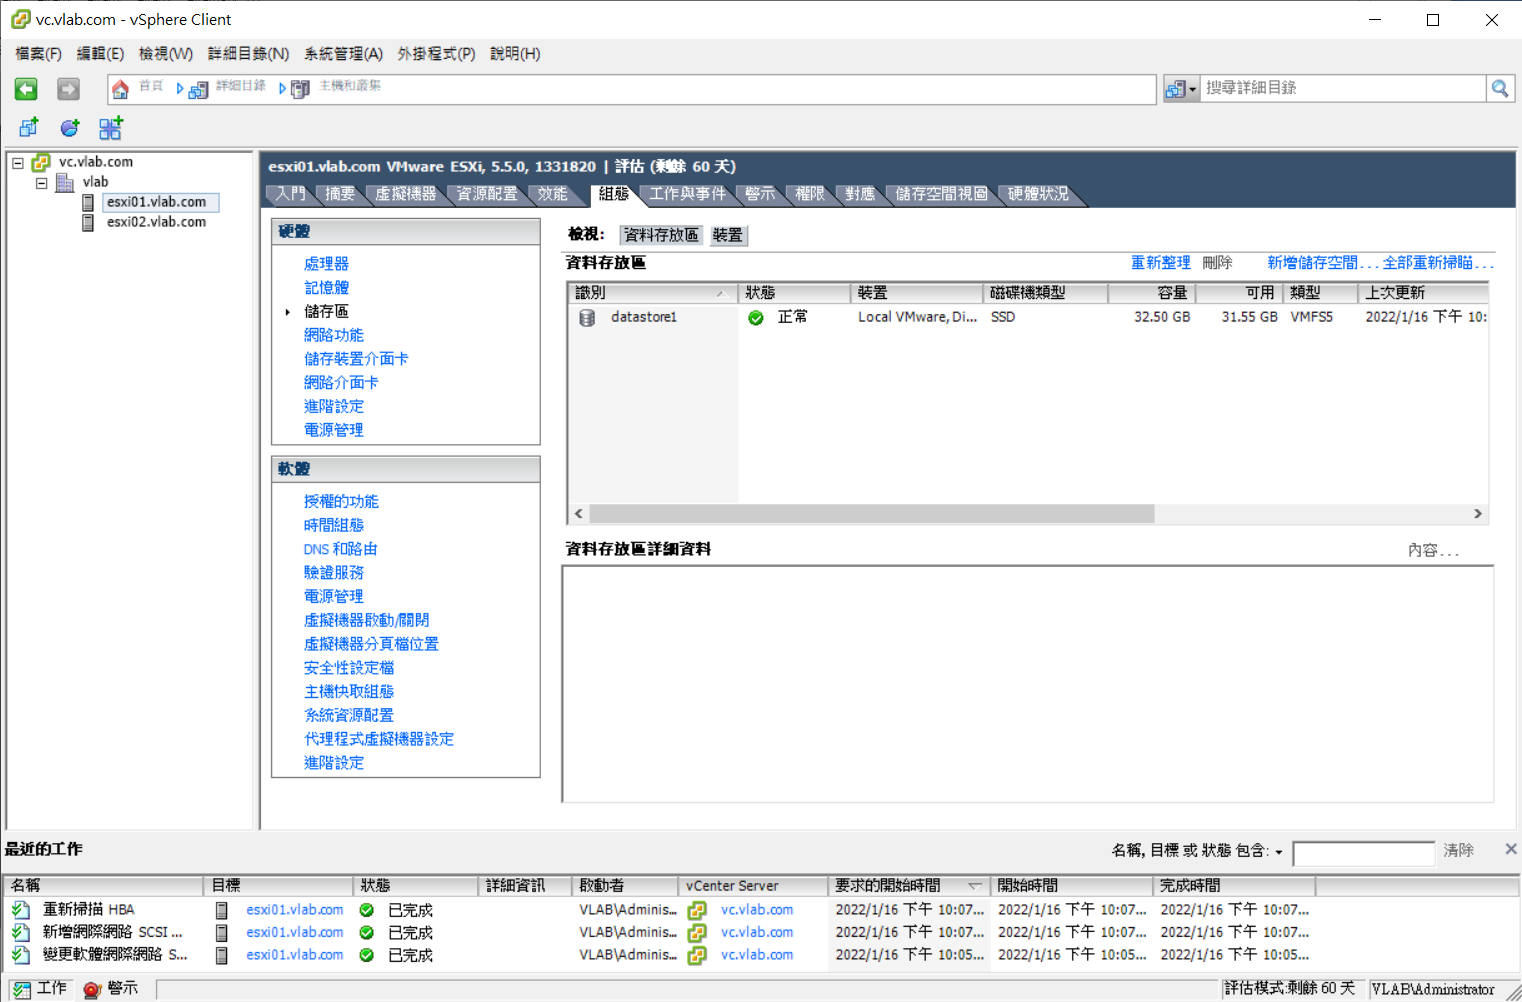 vc.vlab.com - vSphere Client
檔案(F) 編輯(E) 檢視(W) 詳細目錄(N) 系統管理(A) 外掛程式(P) 說明(H)
首頁 詳細目錄 主機和叢集 搜尋詳細目錄
vc.vlab.com
vlab
esxi01.vlab.com
esxi02.vlab.com
esxi01.vlab.com VMware ESXi, 5.5.0, 1331820 | 評估 (剩餘 60 天)
入門 摘要 虛擬機器 資源配置 效能 組態 工作與事件 警示 權限 對應 儲存空間視圖 硬體狀況
硬體
處理器
記憶體
儲存區
網路功能
儲存裝置介面卡
網路介面卡
進階設定
電源管理
軟體
授權的功能
時間組態
DNS 和路由
驗證服務
電源管理
虛擬機器啟動/關閉
虛擬機器分頁檔位置
安全性設定檔
主機快取組態
系統資源配置
代理程式虛擬機器設定
進階設定
檢視: 資料存放區 裝置
資料存放區 重新整理 刪除 新增儲存空間... 全部重新掃瞄...
識別 狀態 裝置 磁碟機類型 容量 可用 類型 上次更新
datastore1 正常 Local VMware, Di... SSD 32.50 GB 31.55 GB VMFS5 2022/1/16 下午 10:
資料存放區詳細資料 內容...
最近的工作 名稱, 目標 或 狀態 包含: 清除
名稱 目標 狀態 詳細資訊 啟動者 vCenter Server 要求的開始時間 開始時間 完成時間
重新掃描 HBA esxi01.vlab.com 已完成 VLAB\Adminis... vc.vlab.com 2022/1/16 下午 10:07... 2022/1/16 下午 10:07... 2022/1/16 下午 10:07...
新增網際網路 SCSI ... esxi01.vlab.com 已完成 VLAB\Adminis... vc.vlab.com 2022/1/16 下午 10:07... 2022/1/16 下午 10:07... 2022/1/16 下午 10:07...
變更軟體網際網路 S... esxi01.vlab.com 已完成 VLAB\Adminis... vc.vlab.com 2022/1/16 下午 10:05... 2022/1/16 下午 10:05... 2022/1/16 下午 10:05...
工作 警示 評估模式:剩餘 60 天 VLAB\Administrator